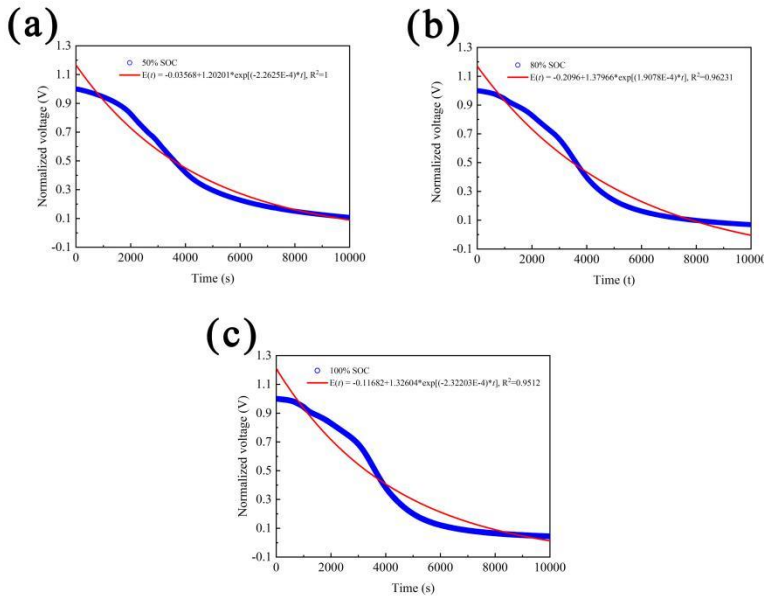 (a)
50% SOC
E(t) = -0.03568+1.20201*exp[(-2.2625E-4)*t], R²=1
Normalized voltage (V)
1.3
1.1
0.9
0.7
0.5
0.3
0.1
-0.1
0 2000 4000 6000 8000 10000
Time (s)
(b)
80% SOC
E(t) = -0.2096+1.37966*exp[(1.9078E-4)*t], R²=0.96231
Normalized voltage (V)
1.3
1.1
0.9
0.7
0.5
0.3
0.1
-0.1
0 2000 4000 6000 8000 10000
Time (t)
(c)
100% SOC
E(t) = -0.11682+1.32604*exp[(-2.32203E-4)*t], R²=0.9512
Normalized voltage (V)
1.3
1.1
0.9
0.7
0.5
0.3
0.1
-0.1
0 2000 4000 6000 8000 10000
Time (s)